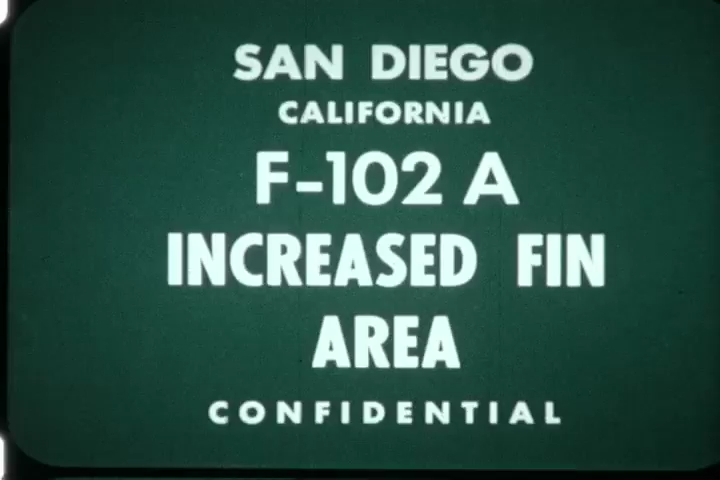 SAN DIEGO
CALIFORNIA
F-102 A
INCREASED FIN
AREA
CONFIDENTIAL